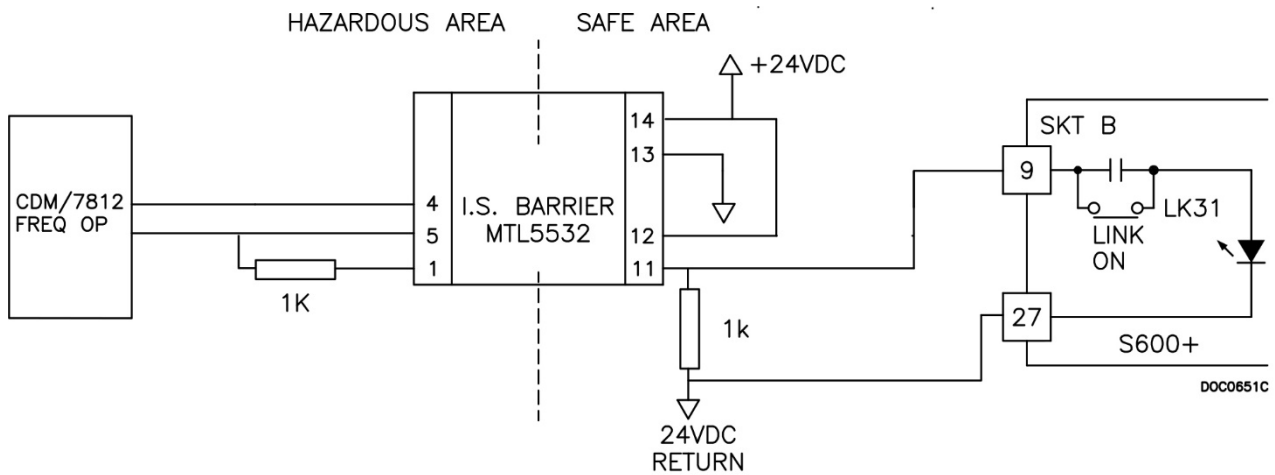 HAZARDOUS AREA
SAFE AREA
+24VDC
CDM/7812
FREQ OP
4
5
1
1K
I.S. BARRIER
MTL5532
14
13
12
11
1k
24VDC
RETURN
SKT B
9
LK31
LINK
ON
27
S600+
DOC0651C